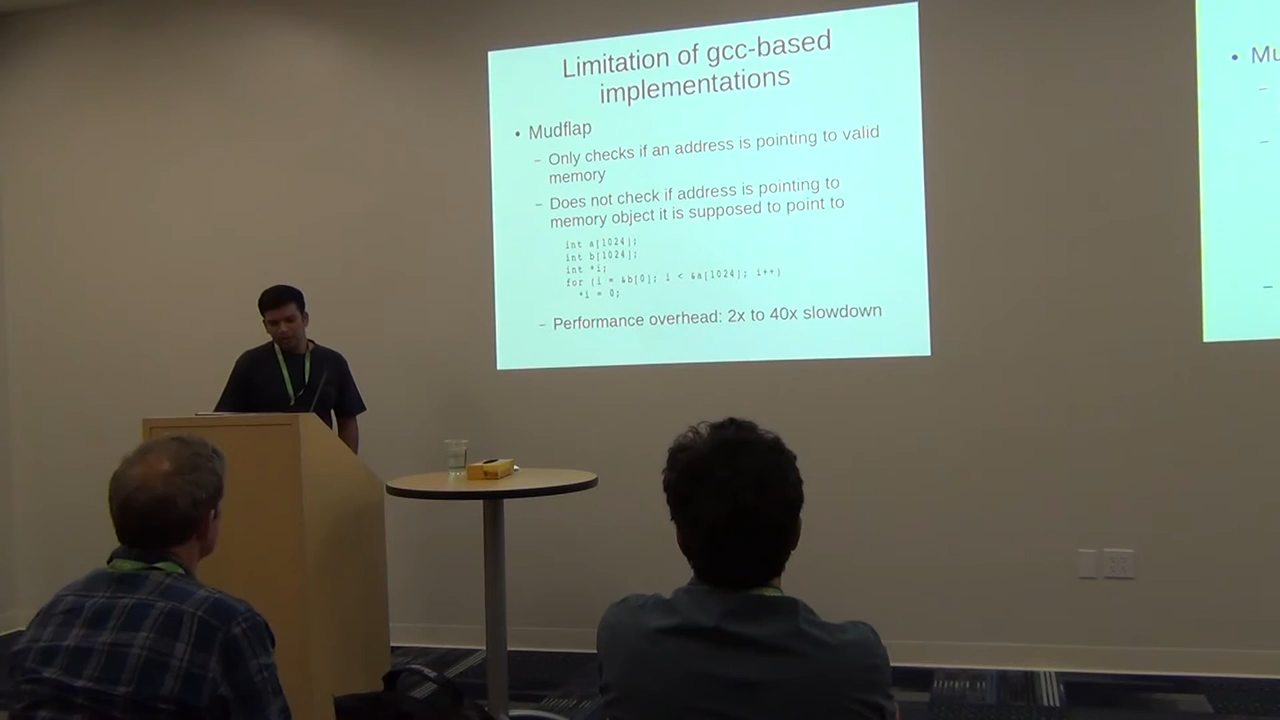 Limitation of gcc-based
implementations
• Mudflap
– Only checks if an address is pointing to valid
memory
– Does not check if address is pointing to
memory object it is supposed to point to
int a[1024];
int b[1024];
int *i;
for (i = &b[0]; i < &a[1024]; i++)
*i = 0;
– Performance overhead: 2x to 40x slowdown
• Mu
–
–
–